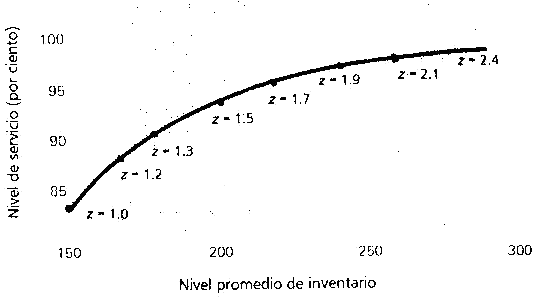 Nivel de servicio (por ciento)
100
95
90
85
z = 1.0
z = 1.2
z = 1.3
z = 1.5
z = 1.7
z = 1.9
z = 2.1
z = 2.4
150
200
250
300
Nivel promedio de inventario